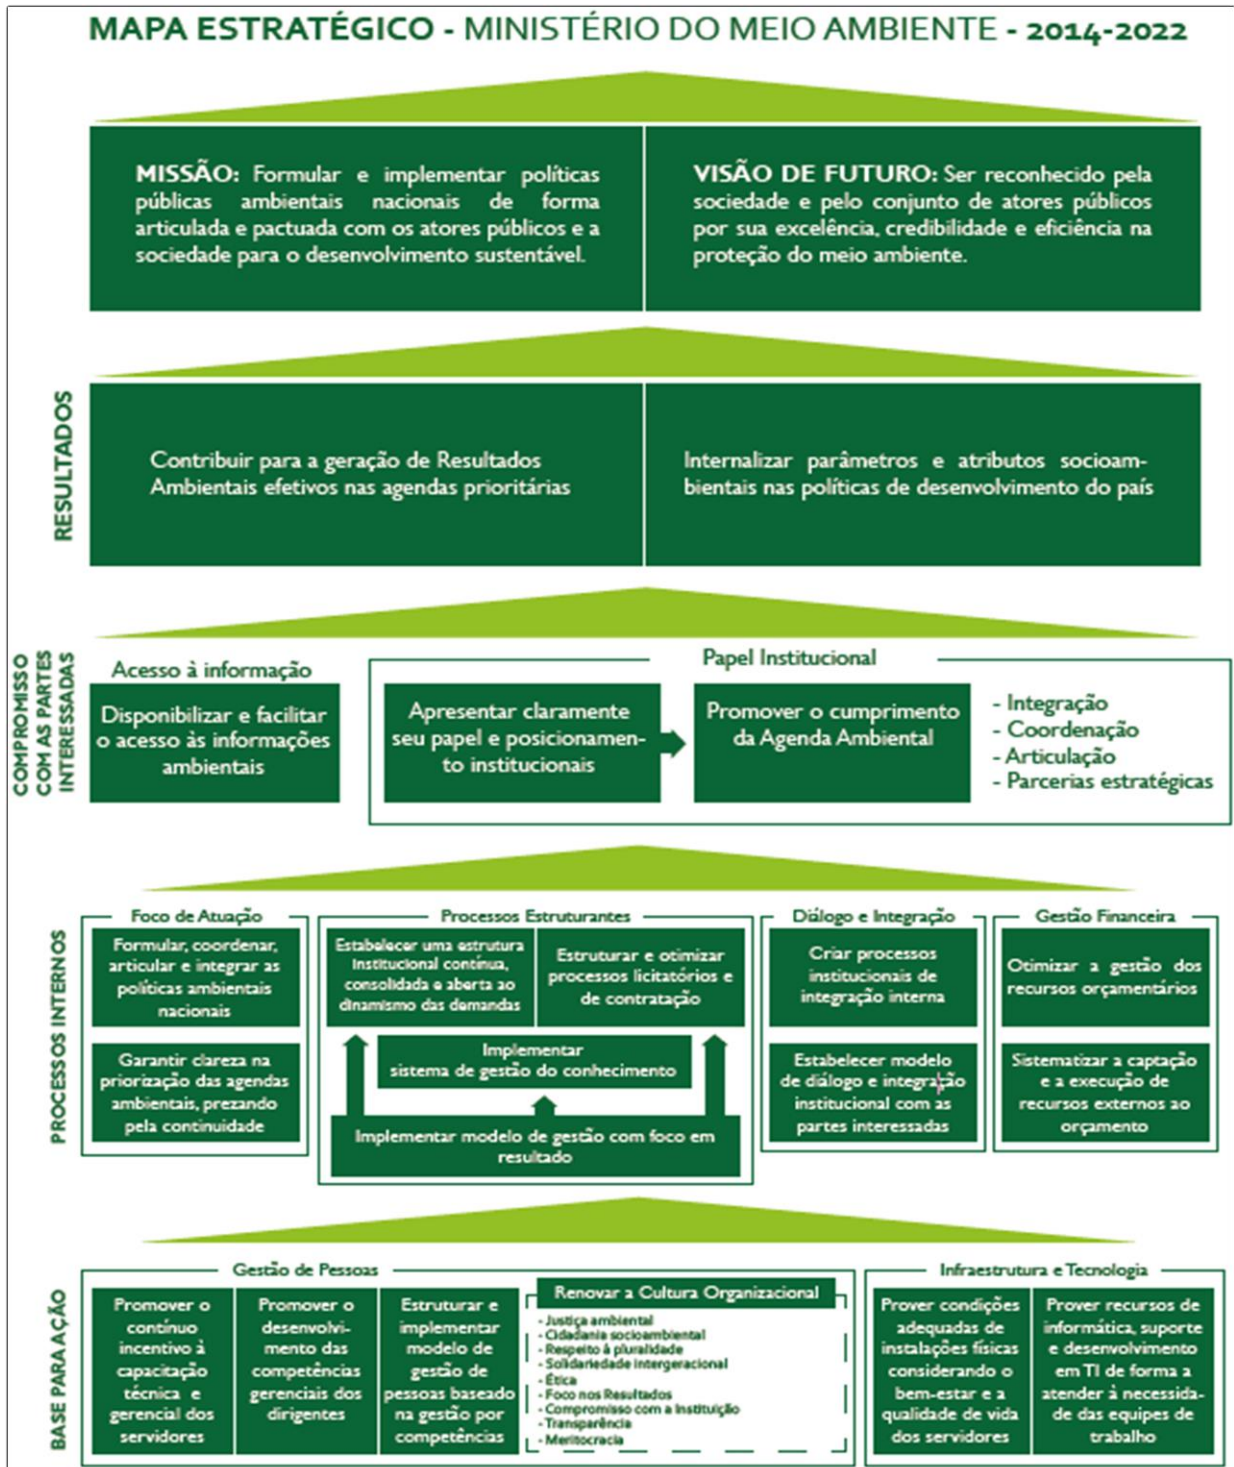 MAPA ESTRATÉGICO - MINISTÉRIO DO MEIO AMBIENTE - 2014-2022
MISSÃO: Formular e implementar políticas
públicas ambientais nacionais de forma
articulada e pactuada com os atores públicos e a
sociedade para o desenvolvimento sustentável.
VISÃO DE FUTURO: Ser reconhecido pela
sociedade e pelo conjunto de atores públicos
por sua excelência, credibilidade e eficiência na
proteção do meio ambiente.
RESULTADOS
Contribuir para a geração de Resultados
Ambientais efetivos nas agendas prioritárias
Internalizar parâmetros e atributos socioam-
bientais nas políticas de desenvolvimento do país
COMPROMISSO
COM AS PARTES
INTERESSADAS
Acesso à informação
Disponibilizar e facilitar
o acesso às informações
ambientais
Papel Institucional
Apresentar claramente
seu papel e posicionamen-
to institucionais
Promover o cumprimento
da Agenda Ambiental
- Integração
- Coordenação
- Articulação
- Parcerias estratégicas
PROCESSOS INTERNOS
Foco de Atuação
Formular, coordenar,
articular e integrar as
políticas ambientais
nacionais
Garantir clareza na
priorização das agendas
ambientais, prezando
pela continuidade
Processos Estruturantes
Estabelecer uma estrutura
institucional contínua,
consolidada e aberta ao
dinamismo das demandas
Estruturar e otimizar
processos licitatórios e
de contratação
Implementar
sistema de gestão do conhecimento
Implementar modelo de gestão com foco em
resultado
Diálogo e Integração
Criar processos
institucionais de
integração interna
Estabelecer modelo
de diálogo e integração
institucional com as
partes interessadas
Gestão Financeira
Otimizar a gestão dos
recursos orçamentários
Sistematizar a captação
e a execução de
recursos externos ao
orçamento
BASE PARA AÇÃO
Gestão de Pessoas
Promover o
contínuo
incentivo à
capacitação
técnica e
gerencial dos
servidores
Promover o
desenvolvi-
mento das
competências
gerenciais dos
dirigentes
Estruturar e
implementar
modelo de
gestão de
pessoas baseado
na gestão por
competências
Renovar a Cultura Organizacional
- Justiça ambiental
- Cidadania socioambiental
- Respeito à pluralidade
- Solidariedade intergeracional
- Ética
- Foco nos Resultados
- Compromisso com a Instituição
- Transparência
- Meritocracia
Infraestrutura e Tecnologia
Prover condições
adequadas de
instalações físicas
considerando o
bem-estar e a
qualidade de vida
dos servidores
Prover recursos de
informática, suporte
e desenvolvimento
em TI de forma a
atender à necessida-
de das equipes de
trabalho